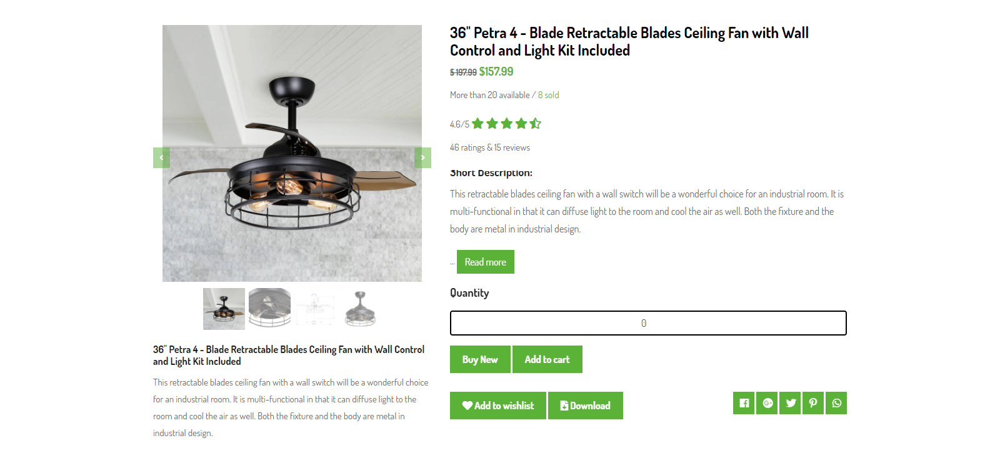 36" Petra 4 - Blade Retractable Blades Ceiling Fan with Wall
Control and Light Kit Included
$ 197.99 $157.99
More than 20 available / 8 sold
4.6/5
46 ratings & 15 reviews
Short Description:
This retractable blades ceiling fan with a wall switch will be a wonderful choice for an industrial room. It is
multi-functional in that it can diffuse light to the room and cool the air as well. Both the fixture and the
body are metal in industrial design.
... Read more
Quantity
0
Buy New Add to cart
Add to wishlist Download
36" Petra 4 - Blade Retractable Blades Ceiling Fan with Wall Control
and Light Kit Included
This retractable blades ceiling fan with a wall switch will be a wonderful choice
for an industrial room. It is multi-functional in that it can diffuse light to the
room and cool the air as well. Both the fixture and the body are metal in
industrial design.